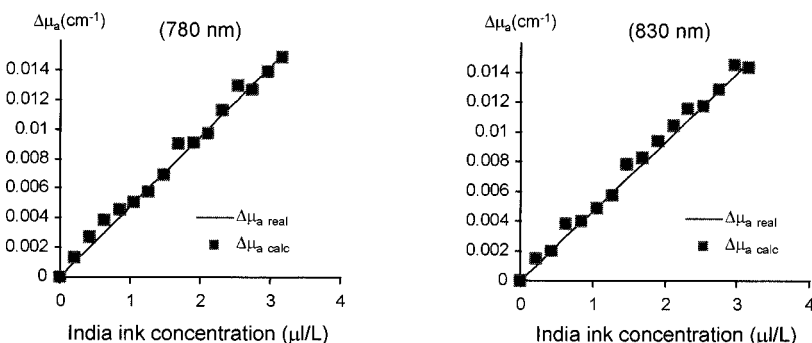 Δμa(cm-1)
(780 nm)
0.014
0.012
0.01
0.008
0.006
0.004
0.002
0
Δμa real
Δμa calc
0 1 2 3 4
India ink concentration (μl/L)
Δμa(cm-1)
(830 nm)
0.014
0.012
0.01
0.008
0.006
0.004
0.002
0
Δμa real
Δμa calc
0 1 2 3 4
India ink concentration (μl/L)